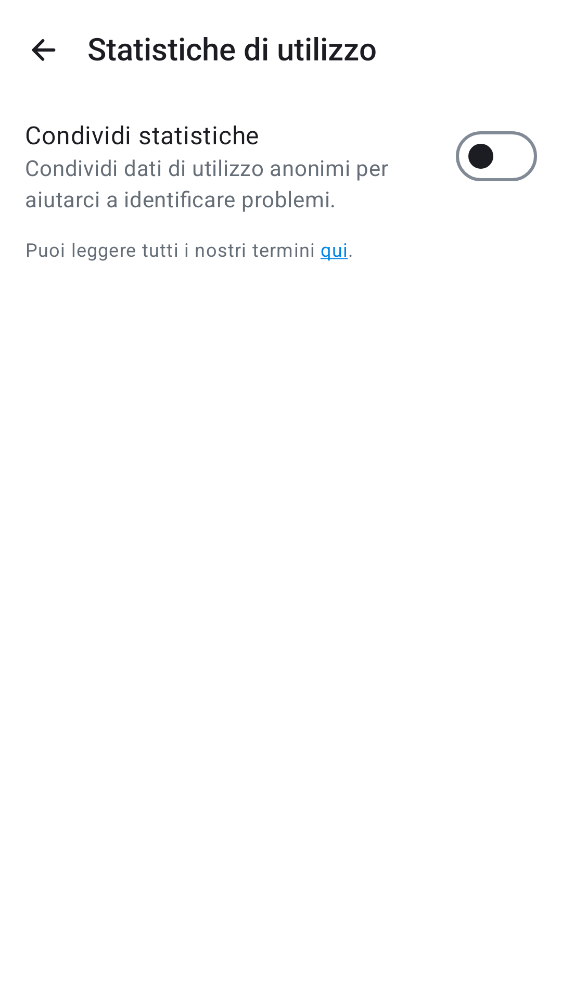 Statistiche di utilizzo
Condividi statistiche
Condividi dati di utilizzo anonimi per
aiutarci a identificare problemi.
Puoi leggere tutti i nostri termini qui.